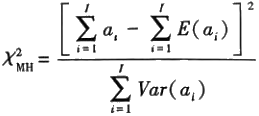 χ²_MH = [ Σ_{i=1}^{I} a_i − Σ_{i=1}^{I} E(a_i) ]² / Σ_{i=1}^{I} Var(a_i)